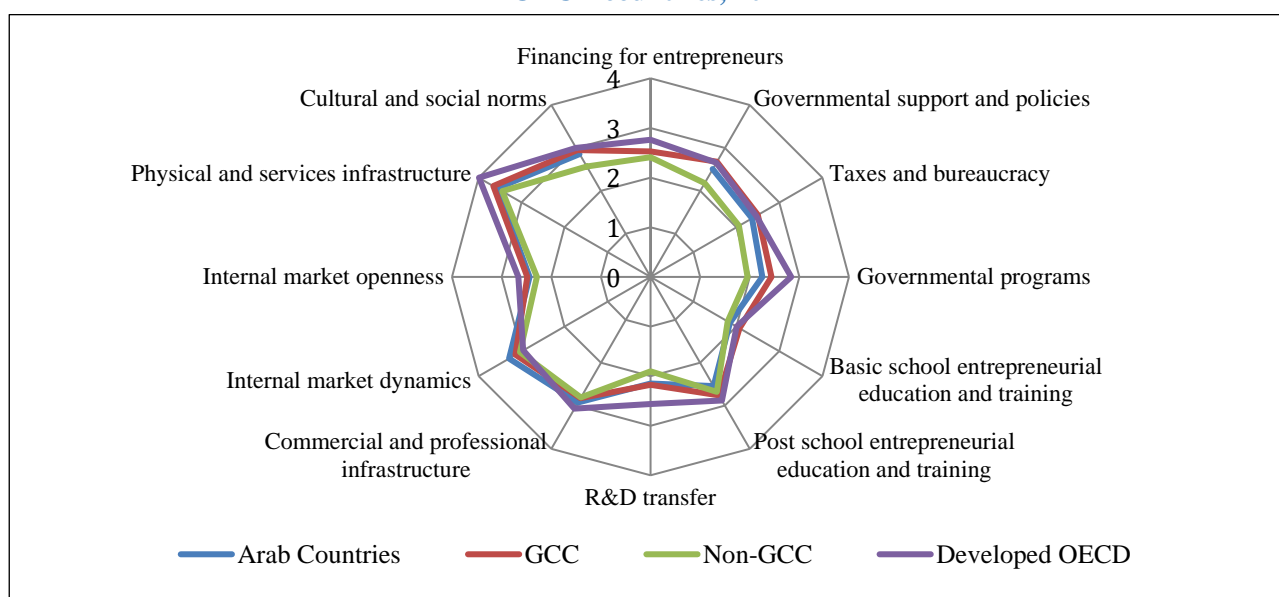 Financing for entrepreneurs
4
Cultural and social norms
Governmental support and policies
3
Physical and services infrastructure
Taxes and bureaucracy
2
1
Internal market openness
0
Governmental programs
Internal market dynamics
Basic school entrepreneurial
education and training
Commercial and professional
infrastructure
Post school entrepreneurial
education and training
R&D transfer
Arab Countries
GCC
Non-GCC
Developed OECD